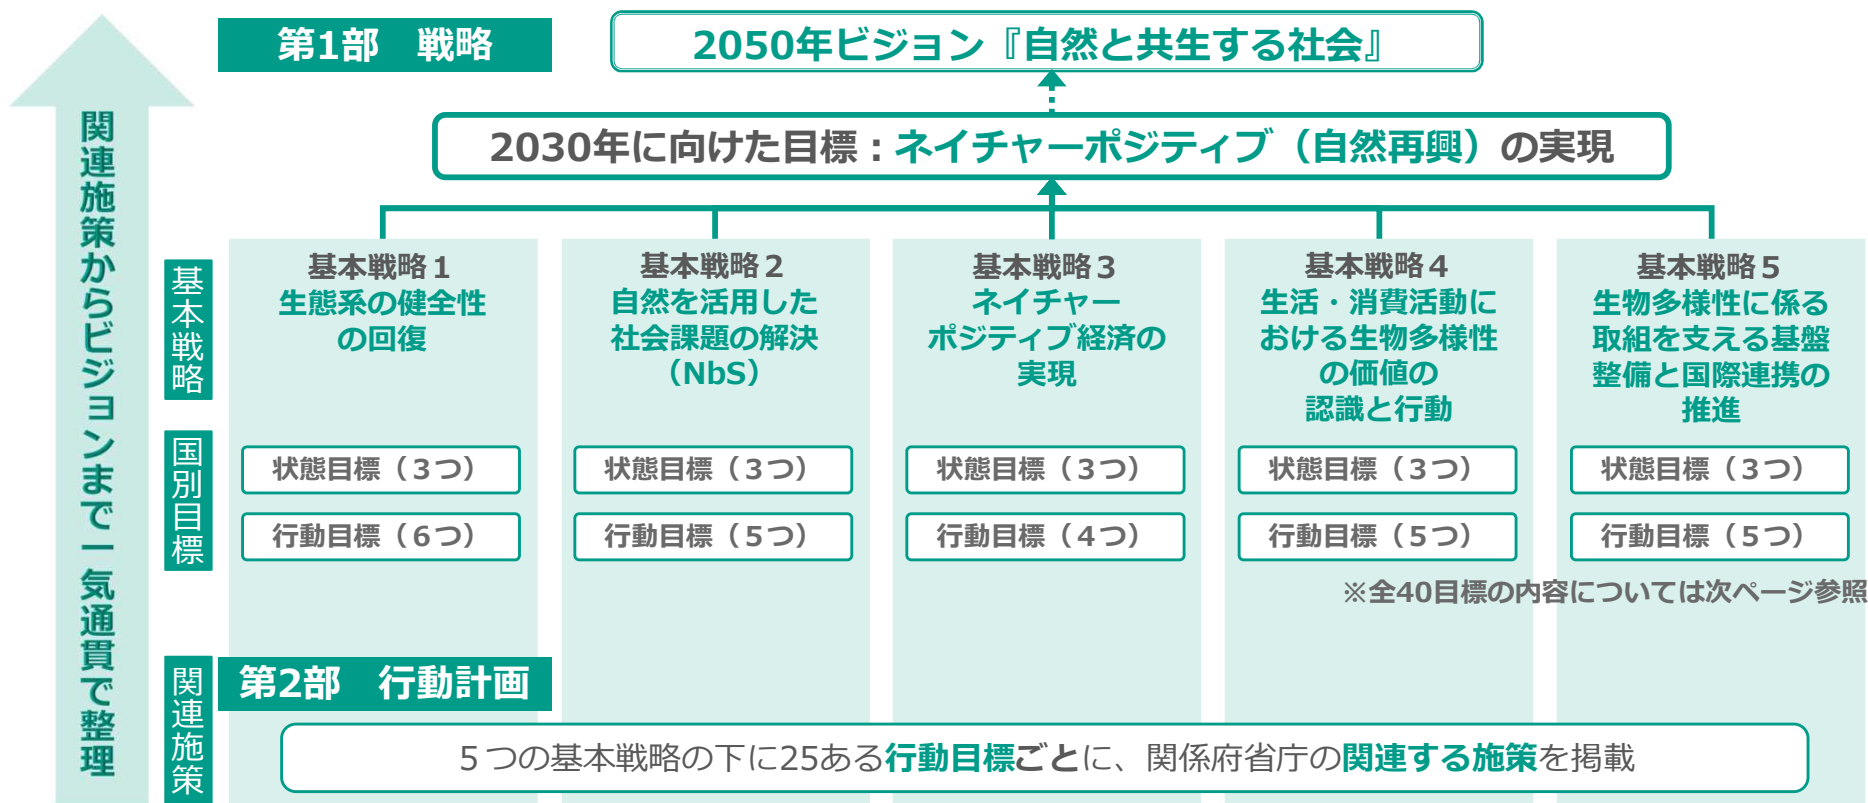 第1部　戦略
2050年ビジョン『自然と共生する社会』
2030年に向けた目標：ネイチャーポジティブ（自然再興）の実現
関連施策からビジョンまで一気通貫で整理
基本戦略
基本戦略１
生態系の健全性
の回復
基本戦略２
自然を活用した
社会課題の解決
（NbS）
基本戦略３
ネイチャー
ポジティブ経済の
実現
基本戦略４
生活・消費活動に
おける生物多様性
の価値の
認識と行動
基本戦略５
生物多様性に係る
取組を支える基盤
整備と国際連携の
推進
国別目標
状態目標（３つ）
状態目標（３つ）
状態目標（３つ）
状態目標（３つ）
状態目標（３つ）
行動目標（６つ）
行動目標（５つ）
行動目標（４つ）
行動目標（５つ）
行動目標（５つ）
※全40目標の内容については次ページ参照
関連施策
第2部　行動計画
５つの基本戦略の下に25ある行動目標ごとに、関係府省庁の関連する施策を掲載